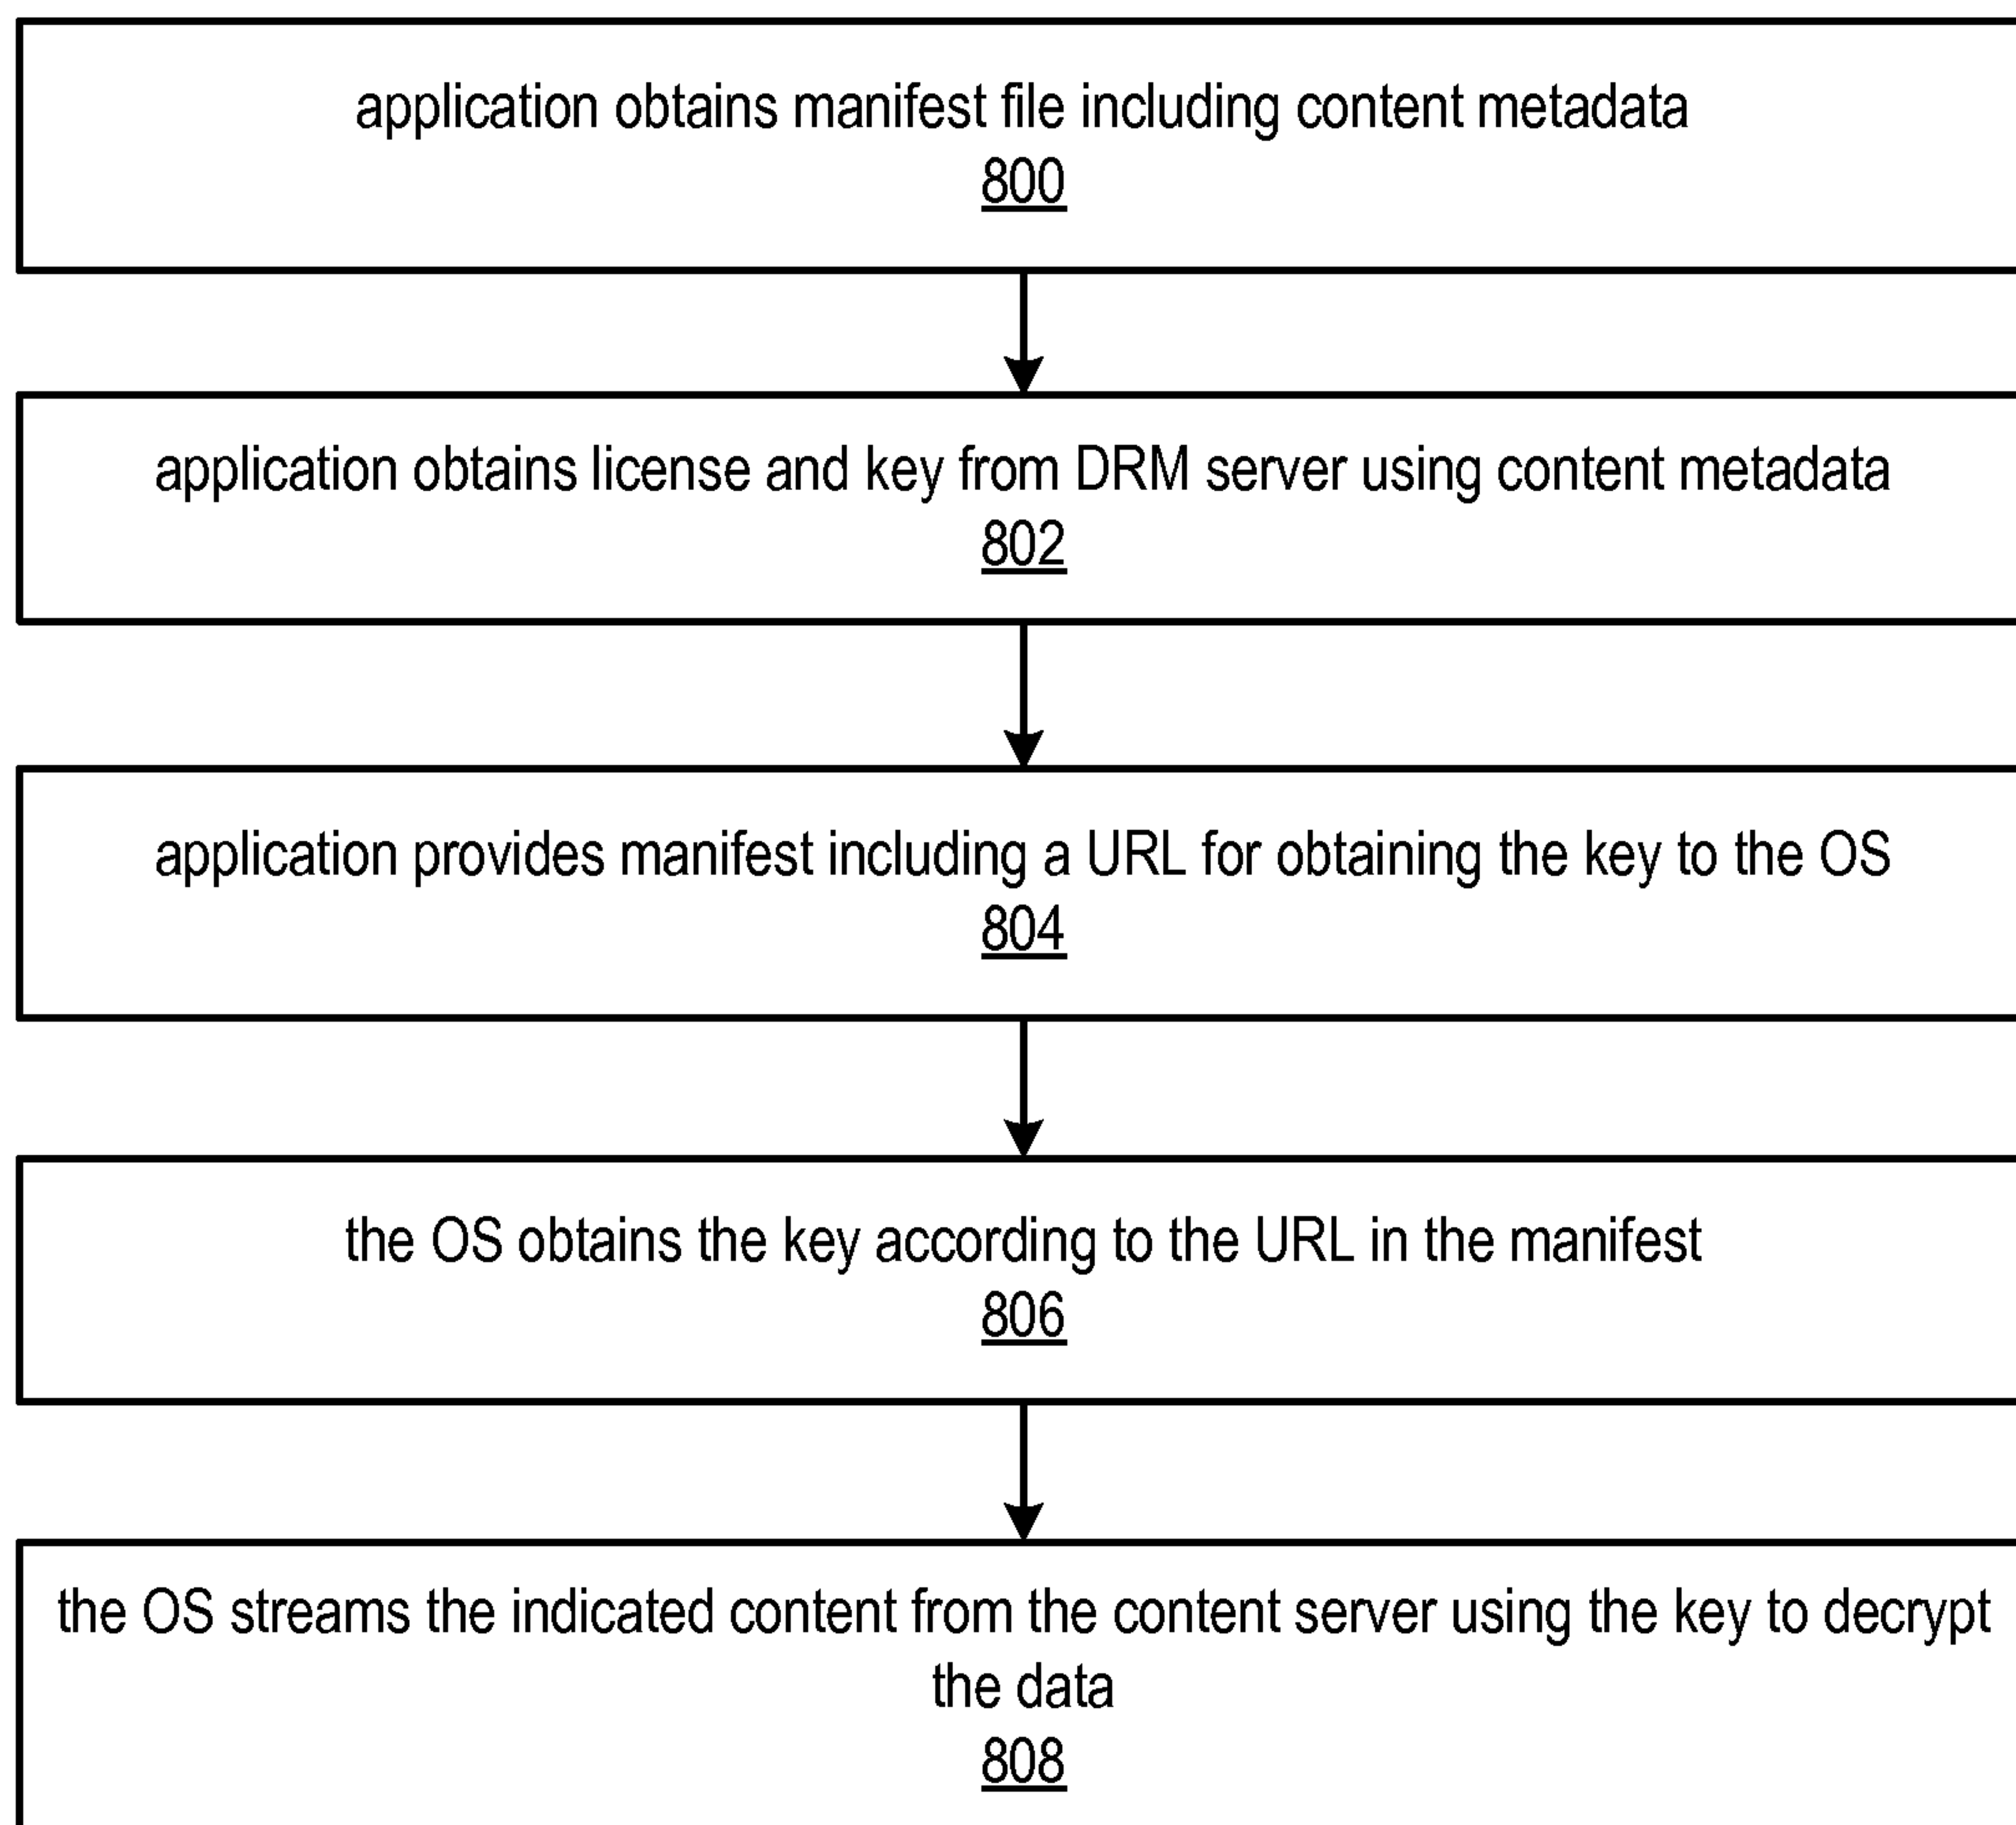 application obtains manifest file including content metadata
800
application obtains license and key from DRM server using content metadata
802
application provides manifest including a URL for obtaining the key to the OS
804
the OS obtains the key according to the URL in the manifest
806
the OS streams the indicated content from the content server using the key to decrypt
the data
808